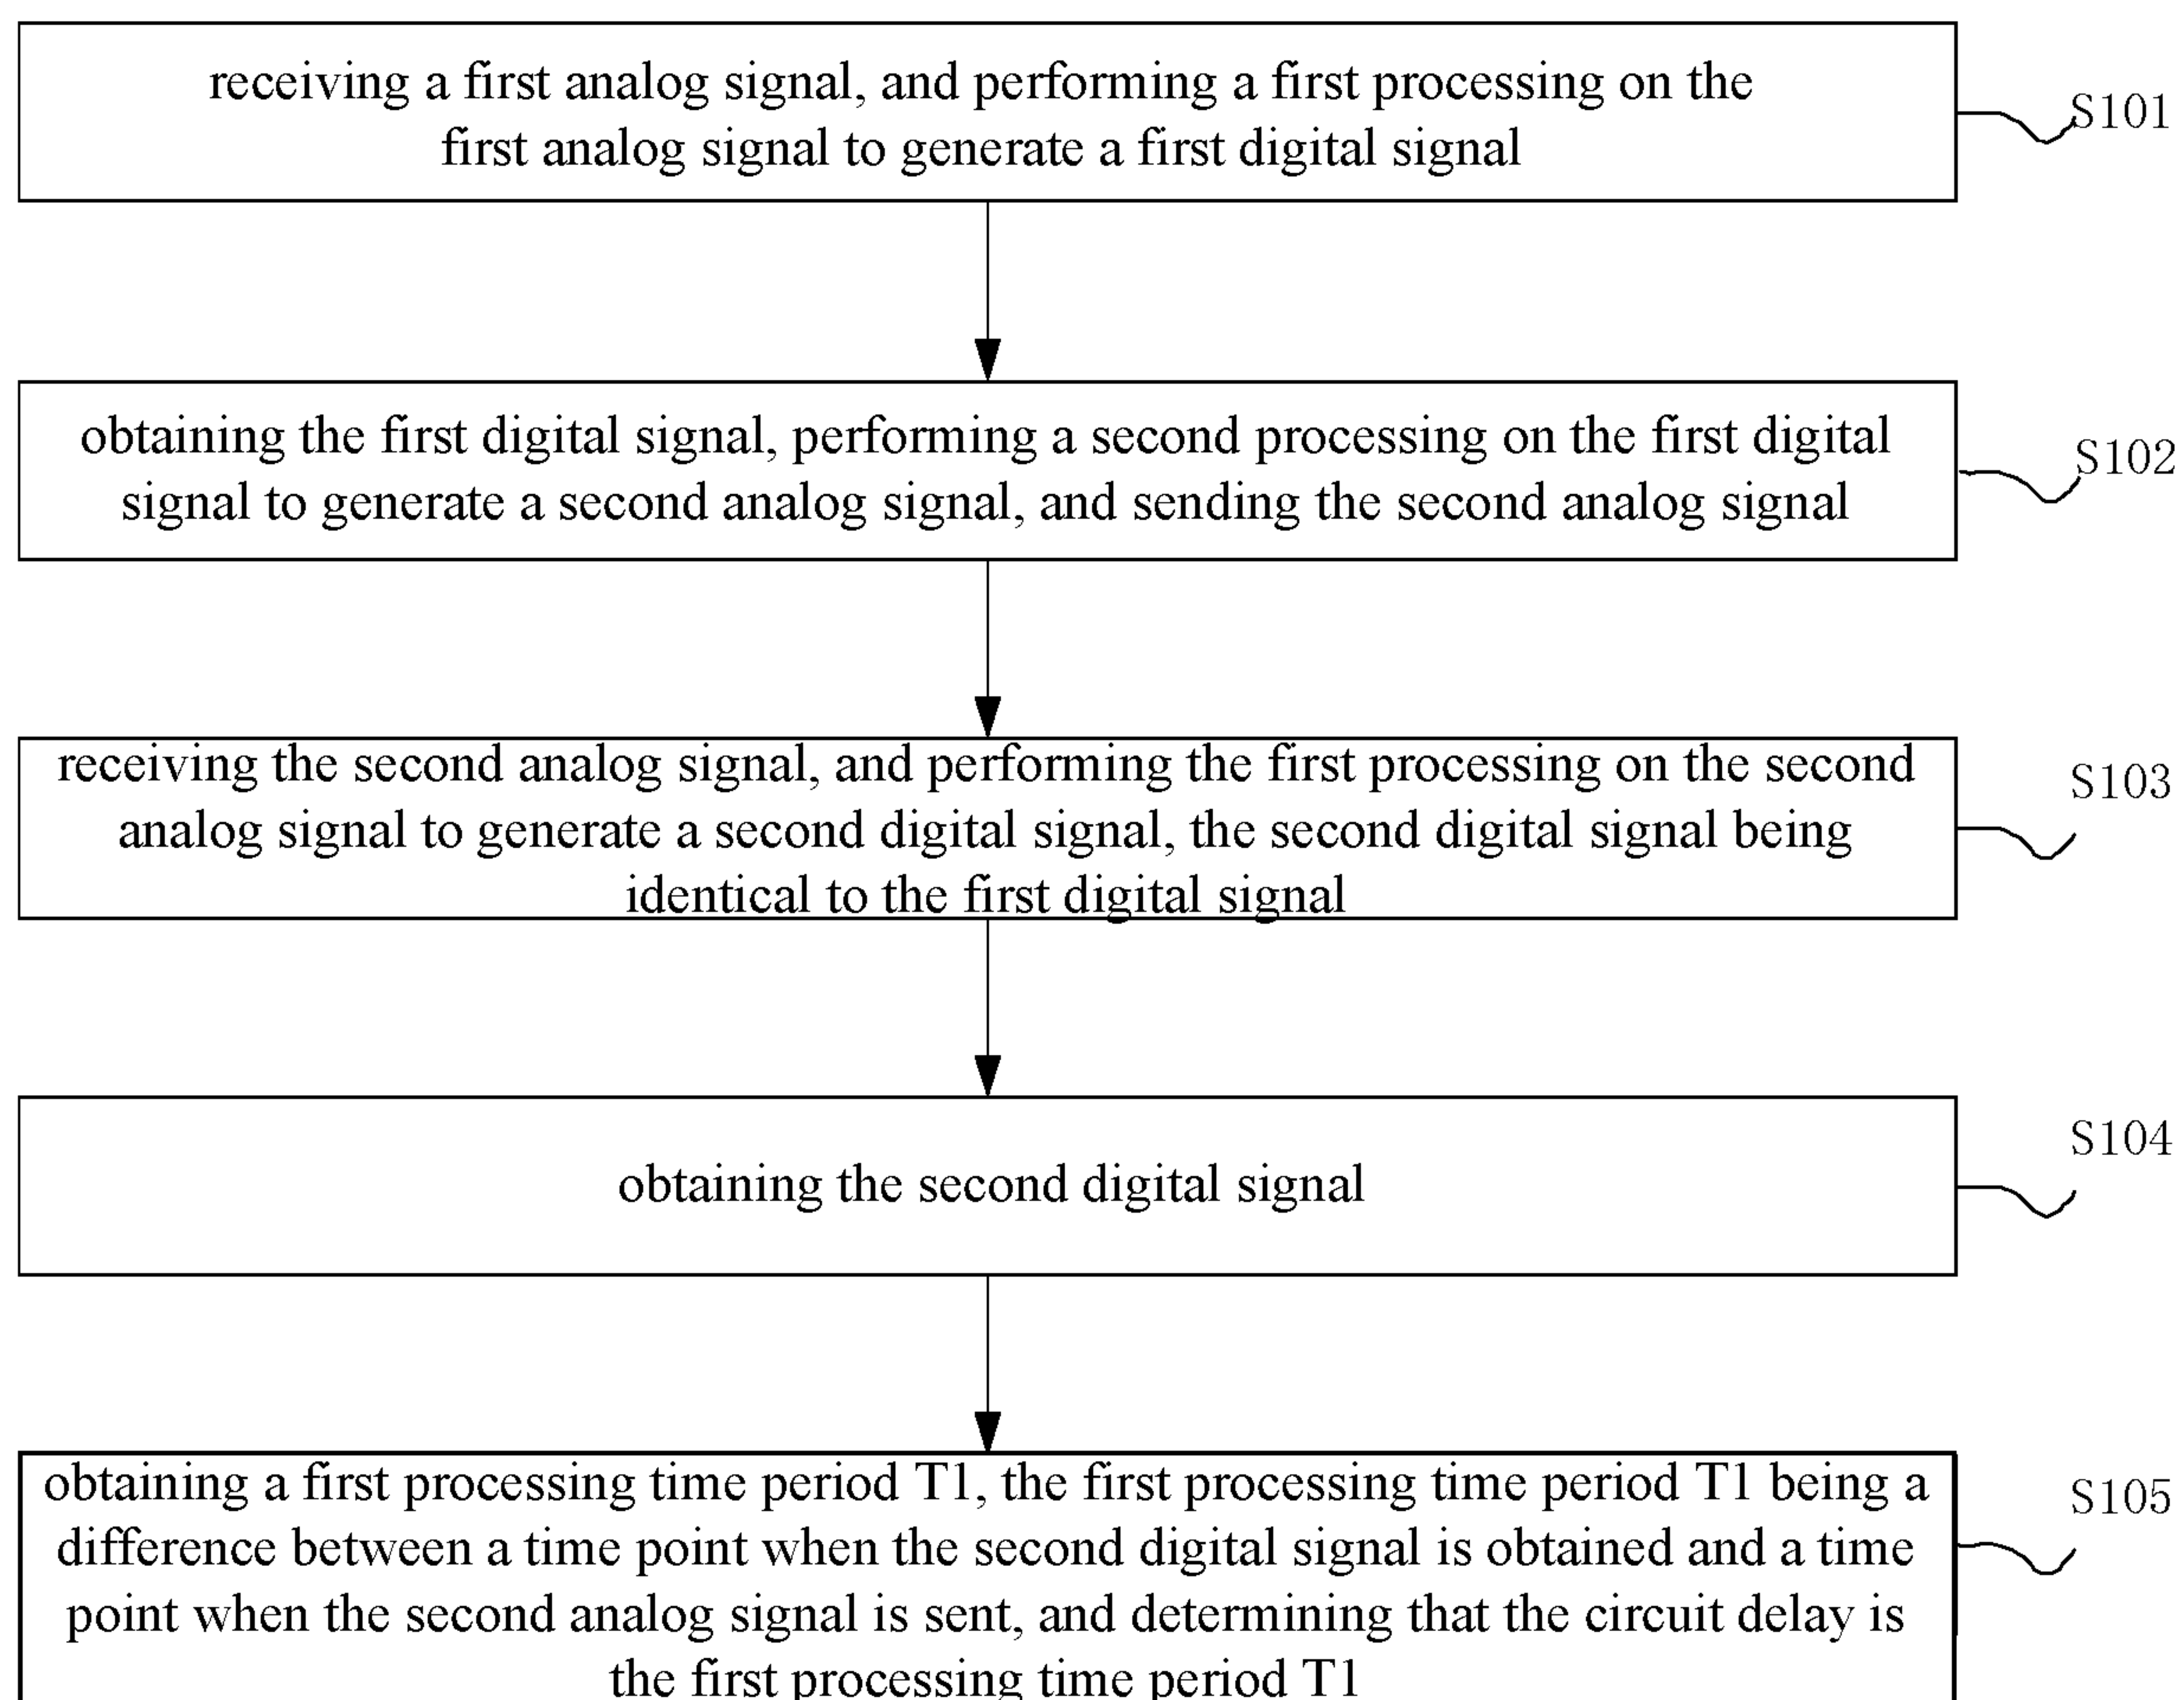 receiving a first analog signal, and performing a first processing on the
first analog signal to generate a first digital signal
S101
obtaining the first digital signal, performing a second processing on the first digital
signal to generate a second analog signal, and sending the second analog signal
S102
receiving the second analog signal, and performing the first processing on the second
analog signal to generate a second digital signal, the second digital signal being
identical to the first digital signal
S103
obtaining the second digital signal
S104
obtaining a first processing time period T1, the first processing time period T1 being a
difference between a time point when the second digital signal is obtained and a time
point when the second analog signal is sent, and determining that the circuit delay is
the first processing time period T1
S105